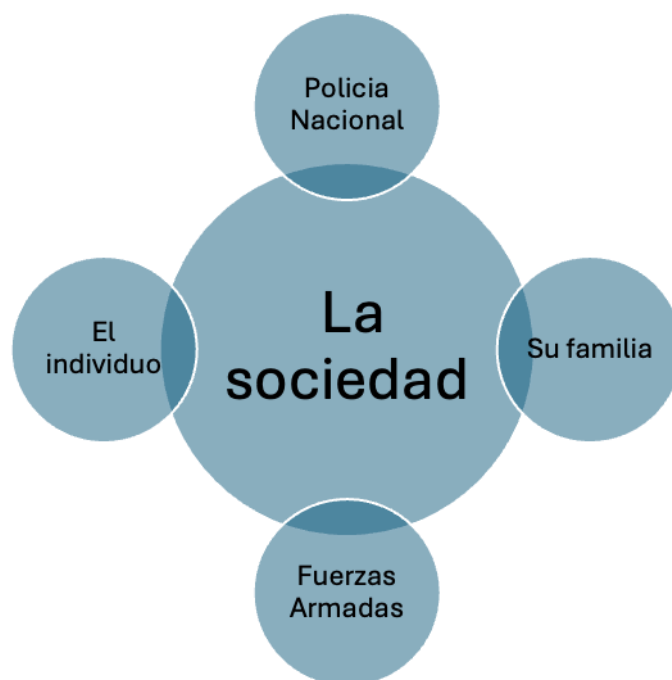 Policia
Nacional
La
sociedad
El
individuo
Su familia
Fuerzas
Armadas